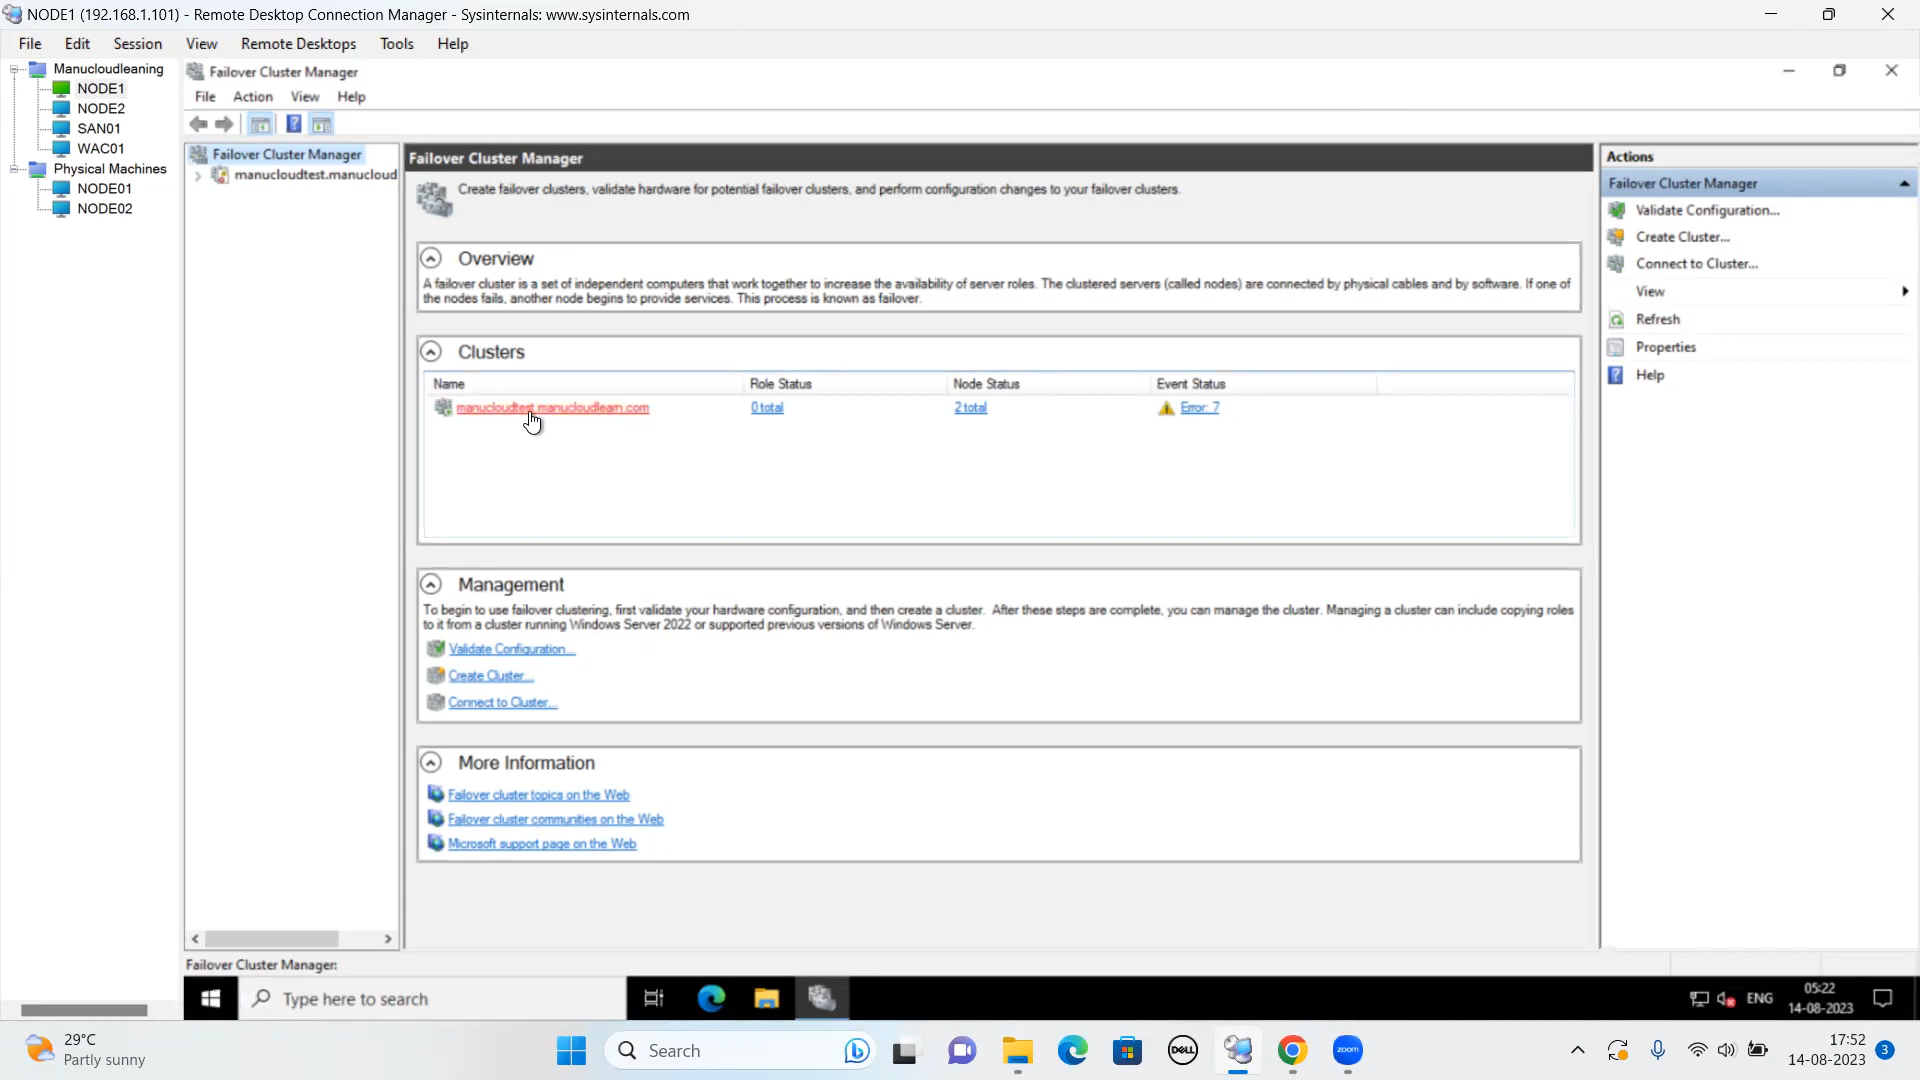 NODE1 (192.168.1.101) - Remote Desktop Connection Manager - Sysinternals: www.sysinternals.com
File Edit Session View Remote Desktops Tools Help
Manucloudleaning
NODE1
NODE2
SAN01
WAC01
Physical Machines
NODE01
NODE02
Failover Cluster Manager
File Action View Help
Failover Cluster Manager
manucloudtest.manucloud
Failover Cluster Manager
Create failover clusters, validate hardware for potential failover clusters, and perform configuration changes to your failover clusters.
Overview
A failover cluster is a set of independent computers that work together to increase the availability of server roles. The clustered servers (called nodes) are connected by physical cables and by software. If one of
the nodes fails, another node begins to provide services. This process is known as failover.
Clusters
Name Role Status Node Status Event Status
manucloudtest.manucloudlearn.com 0 total 2 total Error: 7
Management
To begin to use failover clustering, first validate your hardware configuration, and then create a cluster. After these steps are complete, you can manage the cluster. Managing a cluster can include copying roles
to it from a cluster running Windows Server 2022 or supported previous versions of Windows Server.
Validate Configuration...
Create Cluster...
Connect to Cluster...
More Information
Failover cluster topics on the Web
Failover cluster communities on the Web
Microsoft support page on the Web
Actions
Failover Cluster Manager
Validate Configuration...
Create Cluster...
Connect to Cluster...
View
Refresh
Properties
Help
Failover Cluster Manager:
Type here to search
ENG
05:22
14-08-2023
29°C
Partly sunny
Search
DELL
zoom
17:52
14-08-2023
3